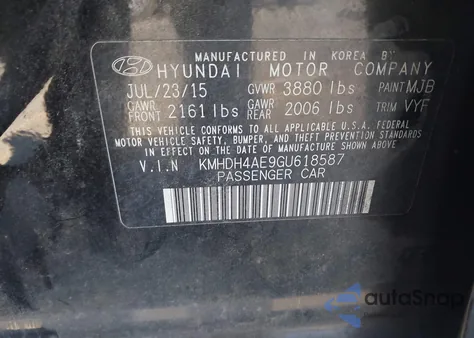 MANUFACTURED IN KOREA BY
HYUNDAI MOTOR COMPANY
JUL/23/15 GVWR 3880 lbs PAINT MJB
GAWR FRONT 2161 lbs GAWR REAR 2006 lbs TRIM VYF
THIS VEHICLE CONFORMS TO ALL APPLICABLE U.S.A. FEDERAL
MOTOR VEHICLE SAFETY, BUMPER, AND THEFT PREVENTION STANDARDS
IN EFFECT ON THE DATE OF MANUFACTURE SHOWN ABOVE.
V.I.N KMHDH4AE9GU618587
PASSENGER CAR
autoSnap